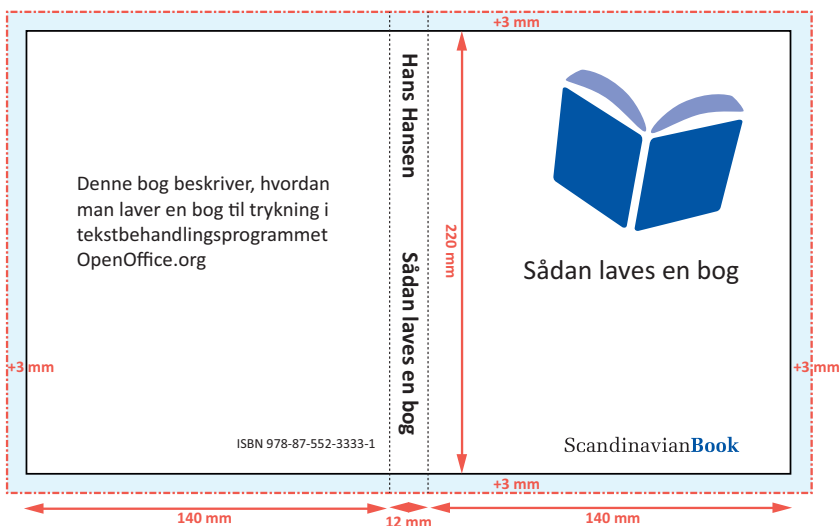 +3 mm
Denne bog beskriver, hvordan
man laver en bog til trykning i
tekstbehandlingsprogrammet
OpenOffice.org
ISBN 978-87-552-3333-1
Hans Hansen
Sådan laves en bog
220 mm
Sådan laves en bog
ScandinavianBook
+3 mm
+3 mm
+3 mm
140 mm
12 mm
140 mm